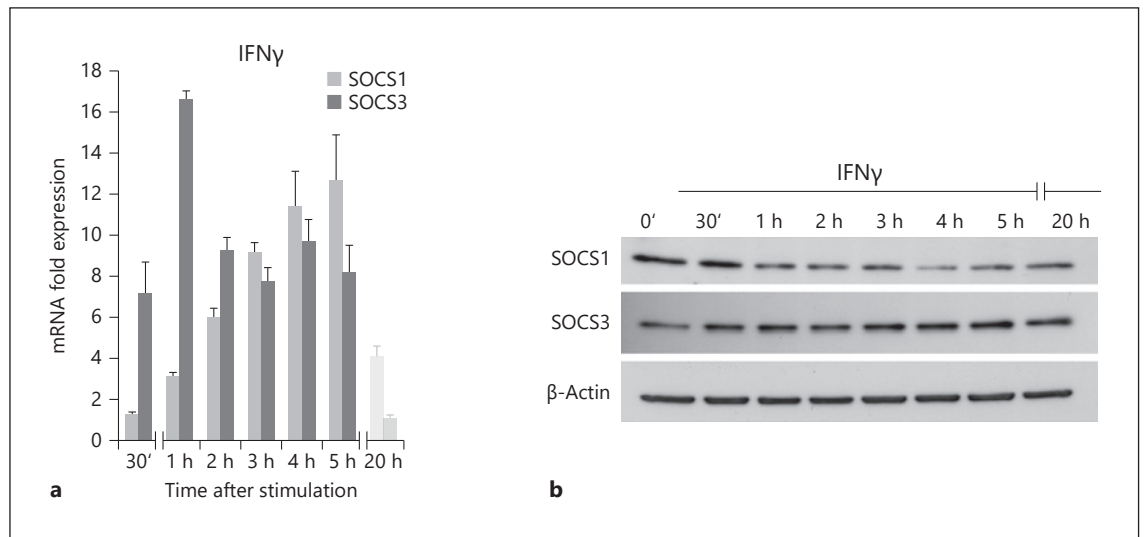 IFNγ
SOCS1
SOCS3
18
16
14
12
10
8
6
4
2
0
mRNA fold expression
30‘ 1 h 2 h 3 h 4 h 5 h 20 h
Time after stimulation
a
IFNγ
0‘ 30‘ 1 h 2 h 3 h 4 h 5 h 20 h
SOCS1
SOCS3
β-Actin
b